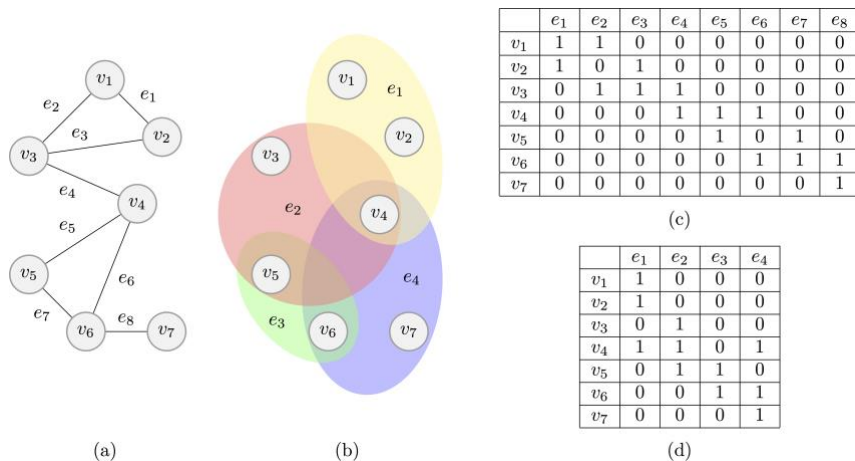 v1
e2 e1
e3
v3 v2
e4
v4
e5
v5 e6
e7
v6 e8 v7
(a)
v1
e1
v2
v3
e2
v4
v5 e4
e3
v6 v7
(b)
e1 e2 e3 e4 e5 e6 e7 e8
v1 1 1 0 0 0 0 0 0
v2 1 0 1 0 0 0 0 0
v3 0 1 1 1 0 0 0 0
v4 0 0 0 1 1 1 0 0
v5 0 0 0 0 1 0 1 0
v6 0 0 0 0 0 1 1 1
v7 0 0 0 0 0 0 0 1
(c)
e1 e2 e3 e4
v1 1 0 0 0
v2 1 0 0 0
v3 0 1 0 0
v4 1 1 0 1
v5 0 1 1 0
v6 0 0 1 1
v7 0 0 0 1
(d)